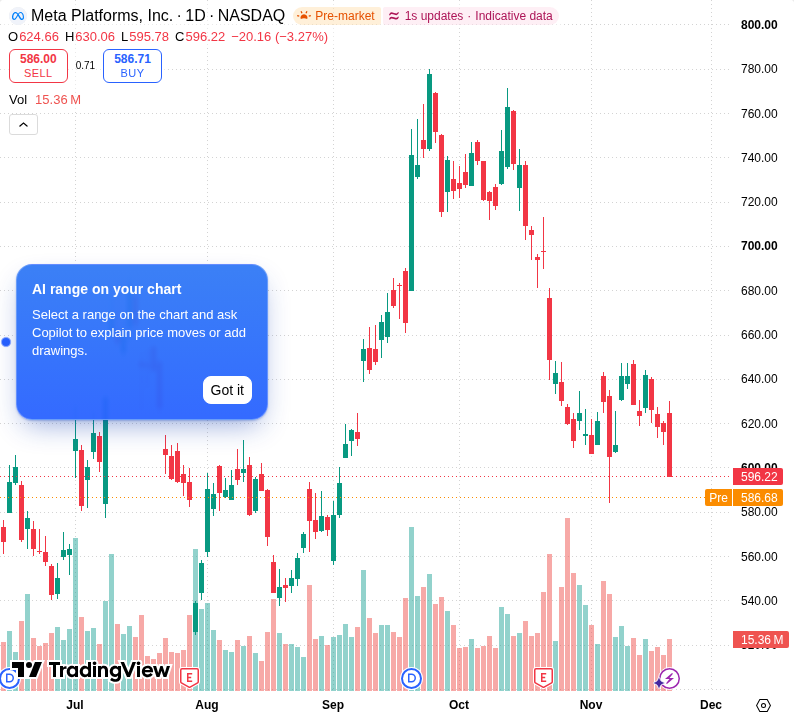 Meta Platforms, Inc. · 1D · NASDAQ Pre-market 1s updates · Indicative data
O624.66 H630.06 L595.78 C596.22 −20.16 (−3.27%)
586.00
SELL
0.71
586.71
BUY
Vol 15.36 M
AI range on your chart
Select a range on the chart and ask
Copilot to explain price moves or add
drawings.
Got it
800.00
780.00
760.00
740.00
720.00
700.00
680.00
660.00
640.00
620.00
600.00
596.22
Pre 586.68
580.00
560.00
540.00
15.36 M
TradingView
D
E
D
E
Jul Aug Sep Oct Nov Dec